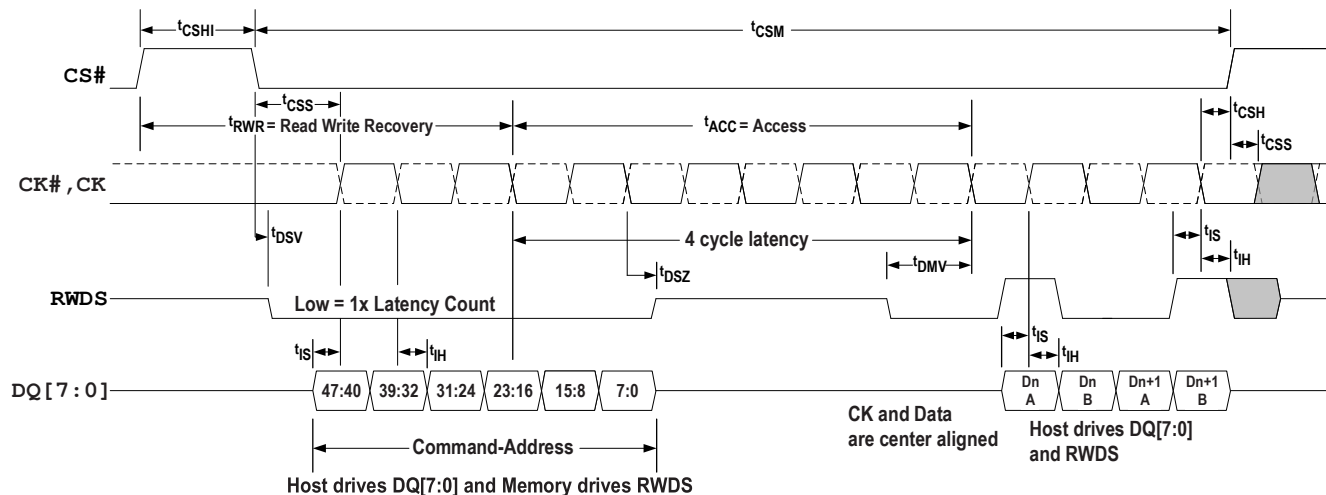 tCSHI
tCSM
CS#
tCSS
tRWR = Read Write Recovery
tACC = Access
tCSH
tCSS
CK# , CK
tDSV
4 cycle latency
tIS
tDMV
tIH
tDSZ
RWDS
Low = 1x Latency Count
tIS
tIH
tIS
tIH
DQ[7:0]
47:40
39:32
31:24
23:16
15:8
7:0
Dn
A
Dn
B
Dn+1
A
Dn+1
B
CK and Data
are center aligned
Host drives DQ[7:0]
and RWDS
Command-Address
Host drives DQ[7:0] and Memory drives RWDS